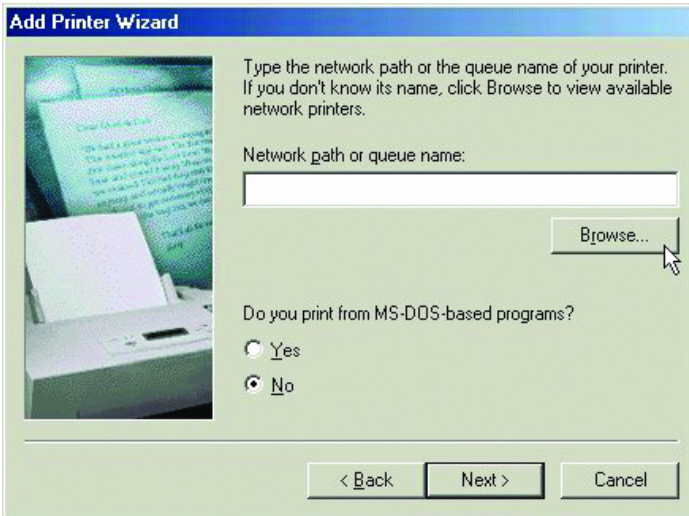 Add Printer Wizard
Type the network path or the queue name of your printer.
If you don't know its name, click Browse to view available
network printers.
Network path or queue name:
Browse...
Do you print from MS-DOS-based programs?
Yes
No
< Back
Next >
Cancel